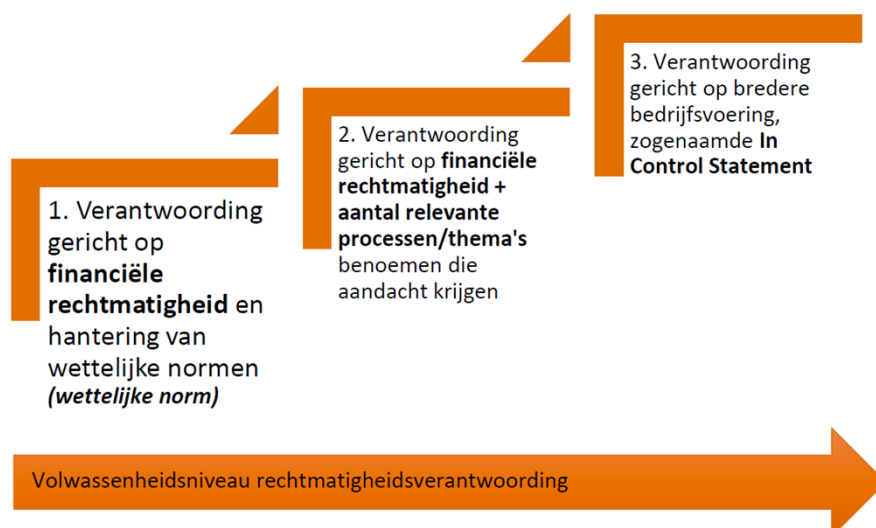 1. Verantwoording
gericht op
financiële
rechtmatigheid en
hantering van
wettelijke normen
(wettelijke norm)
2. Verantwoording
gericht op financiële
rechtmatigheid +
aantal relevante
processen/thema's
benoemen die
aandacht krijgen
3. Verantwoording
gericht op bredere
bedrijfsvoering,
zogenaamde In
Control Statement
Volwassenheidsniveau rechtmatigheidsverantwoording